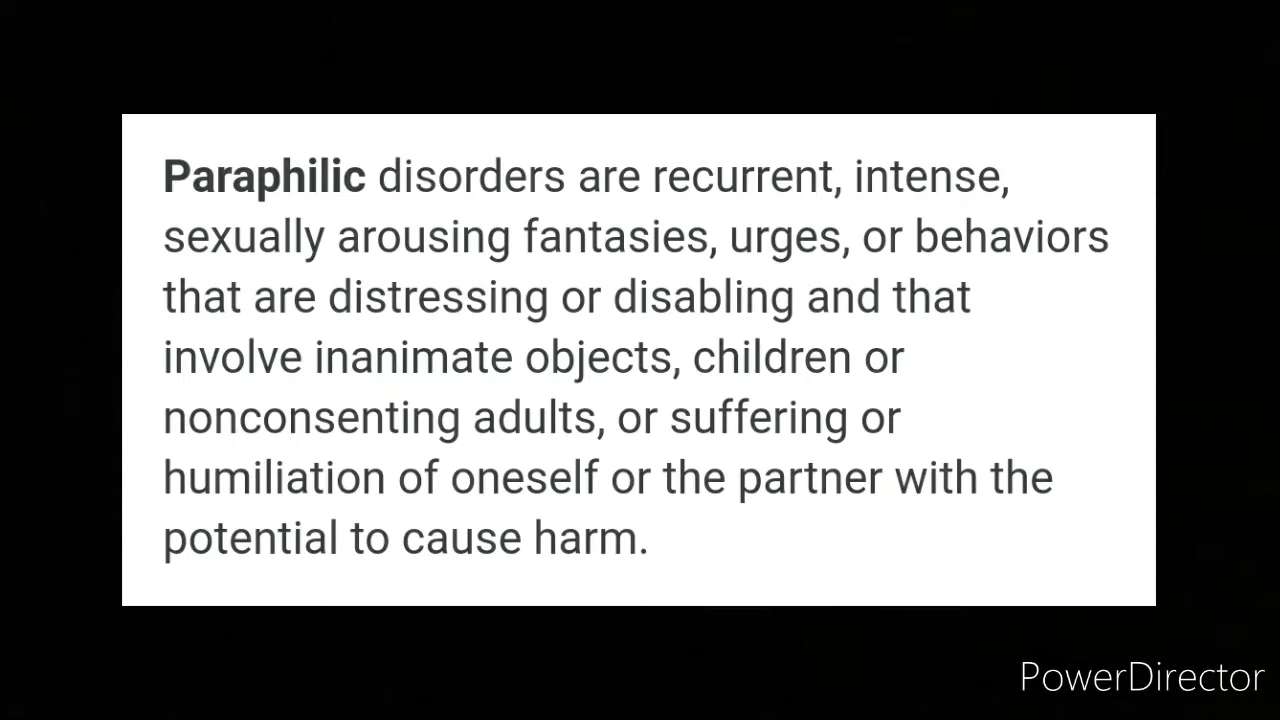 Paraphilic disorders are recurrent, intense,
sexually arousing fantasies, urges, or behaviors
that are distressing or disabling and that
involve inanimate objects, children or
nonconsenting adults, or suffering or
humiliation of oneself or the partner with the
potential to cause harm.
PowerDirector